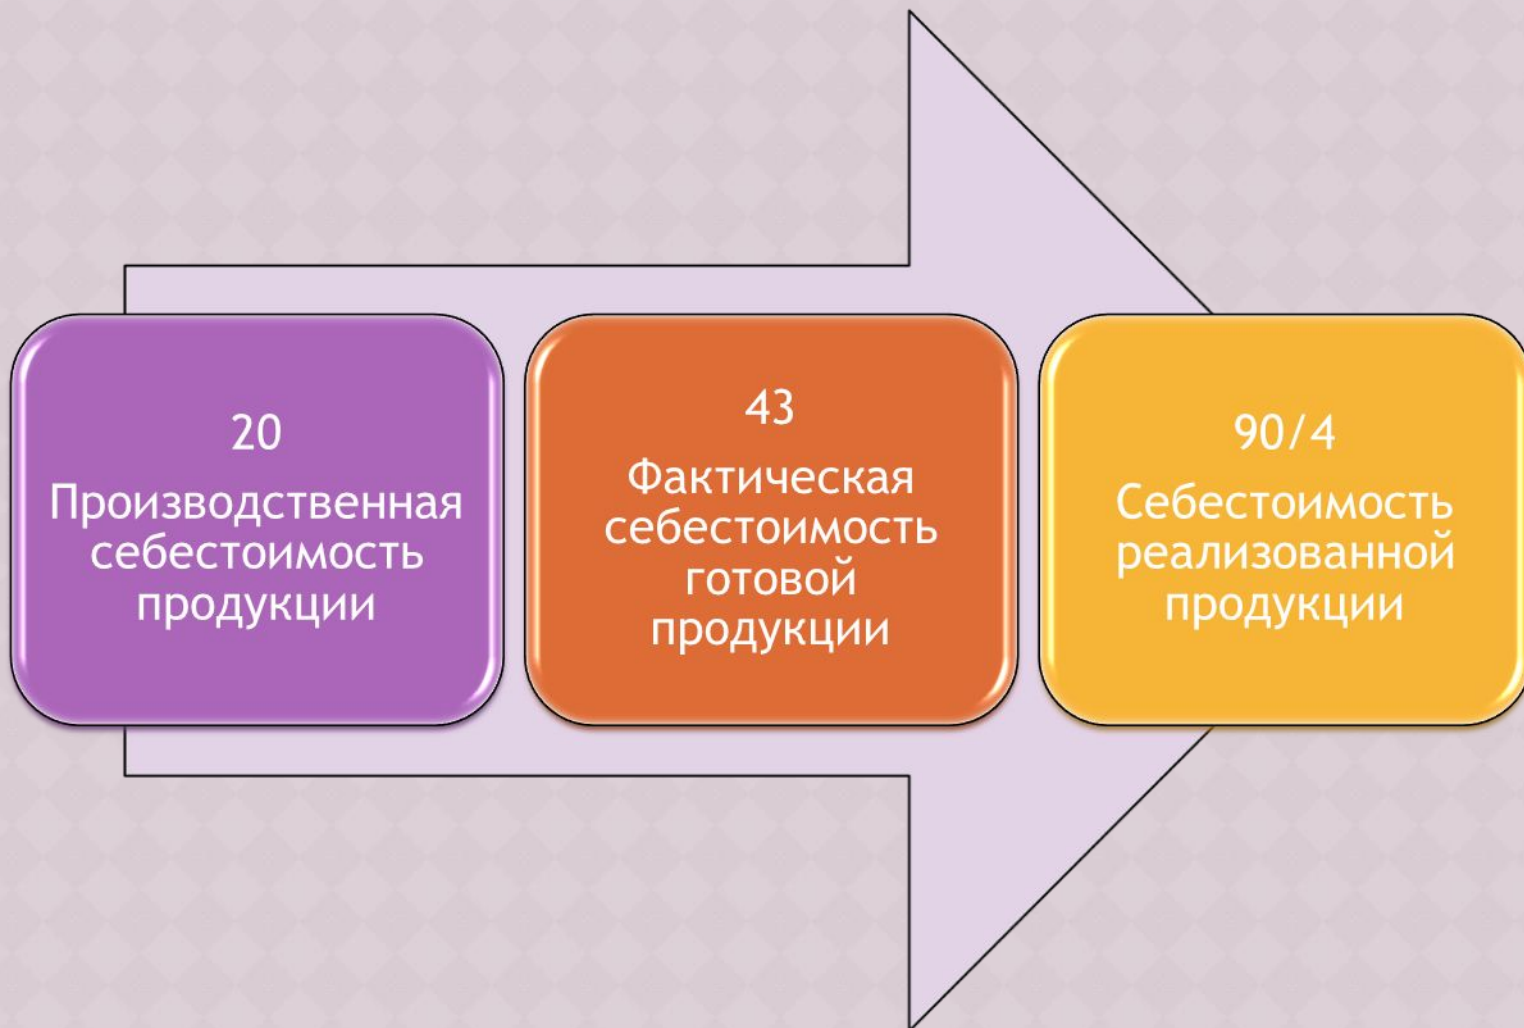 20
Производственная
себестоимость
продукции
43
Фактическая
себестоимость
готовой
продукции
90/4
Себестоимость
реализованной
продукции